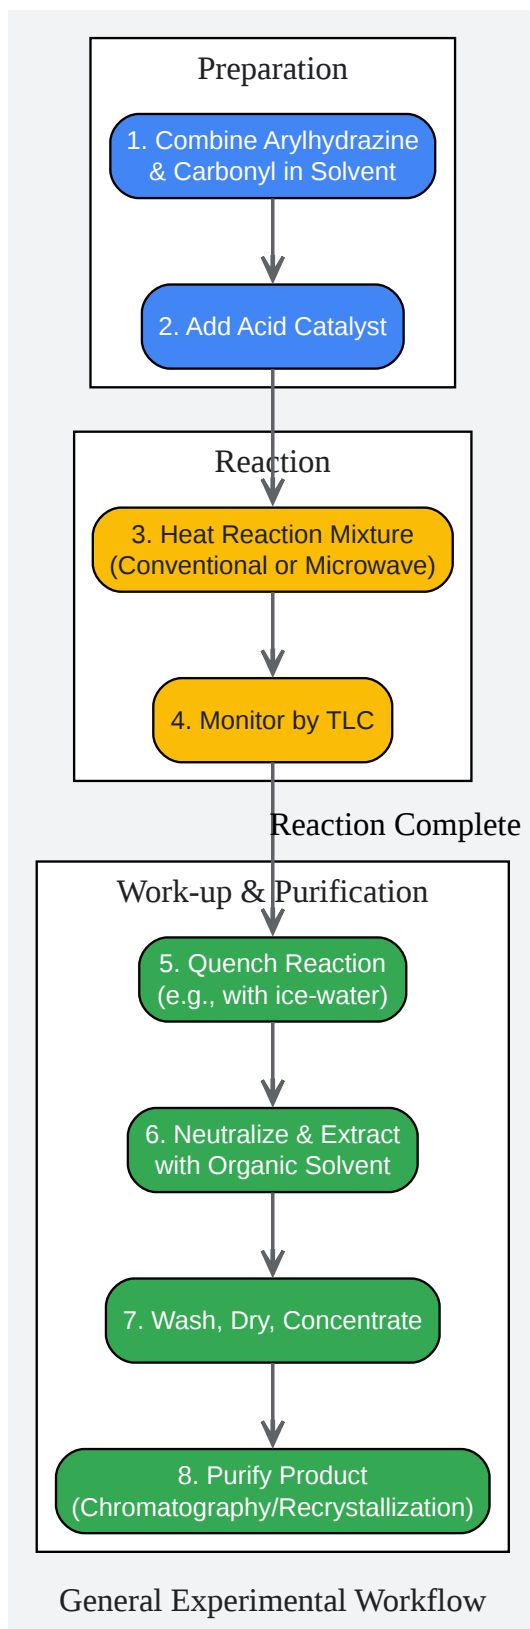 Preparation
1. Combine Arylhydrazine
& Carbonyl in Solvent
2. Add Acid Catalyst
Reaction
3. Heat Reaction Mixture
(Conventional or Microwave)
4. Monitor by TLC
Reaction Complete
Work-up & Purification
5. Quench Reaction
(e.g., with ice-water)
6. Neutralize & Extract
with Organic Solvent
7. Wash, Dry, Concentrate
8. Purify Product
(Chromatography/Recrystallization)
General Experimental Workflow